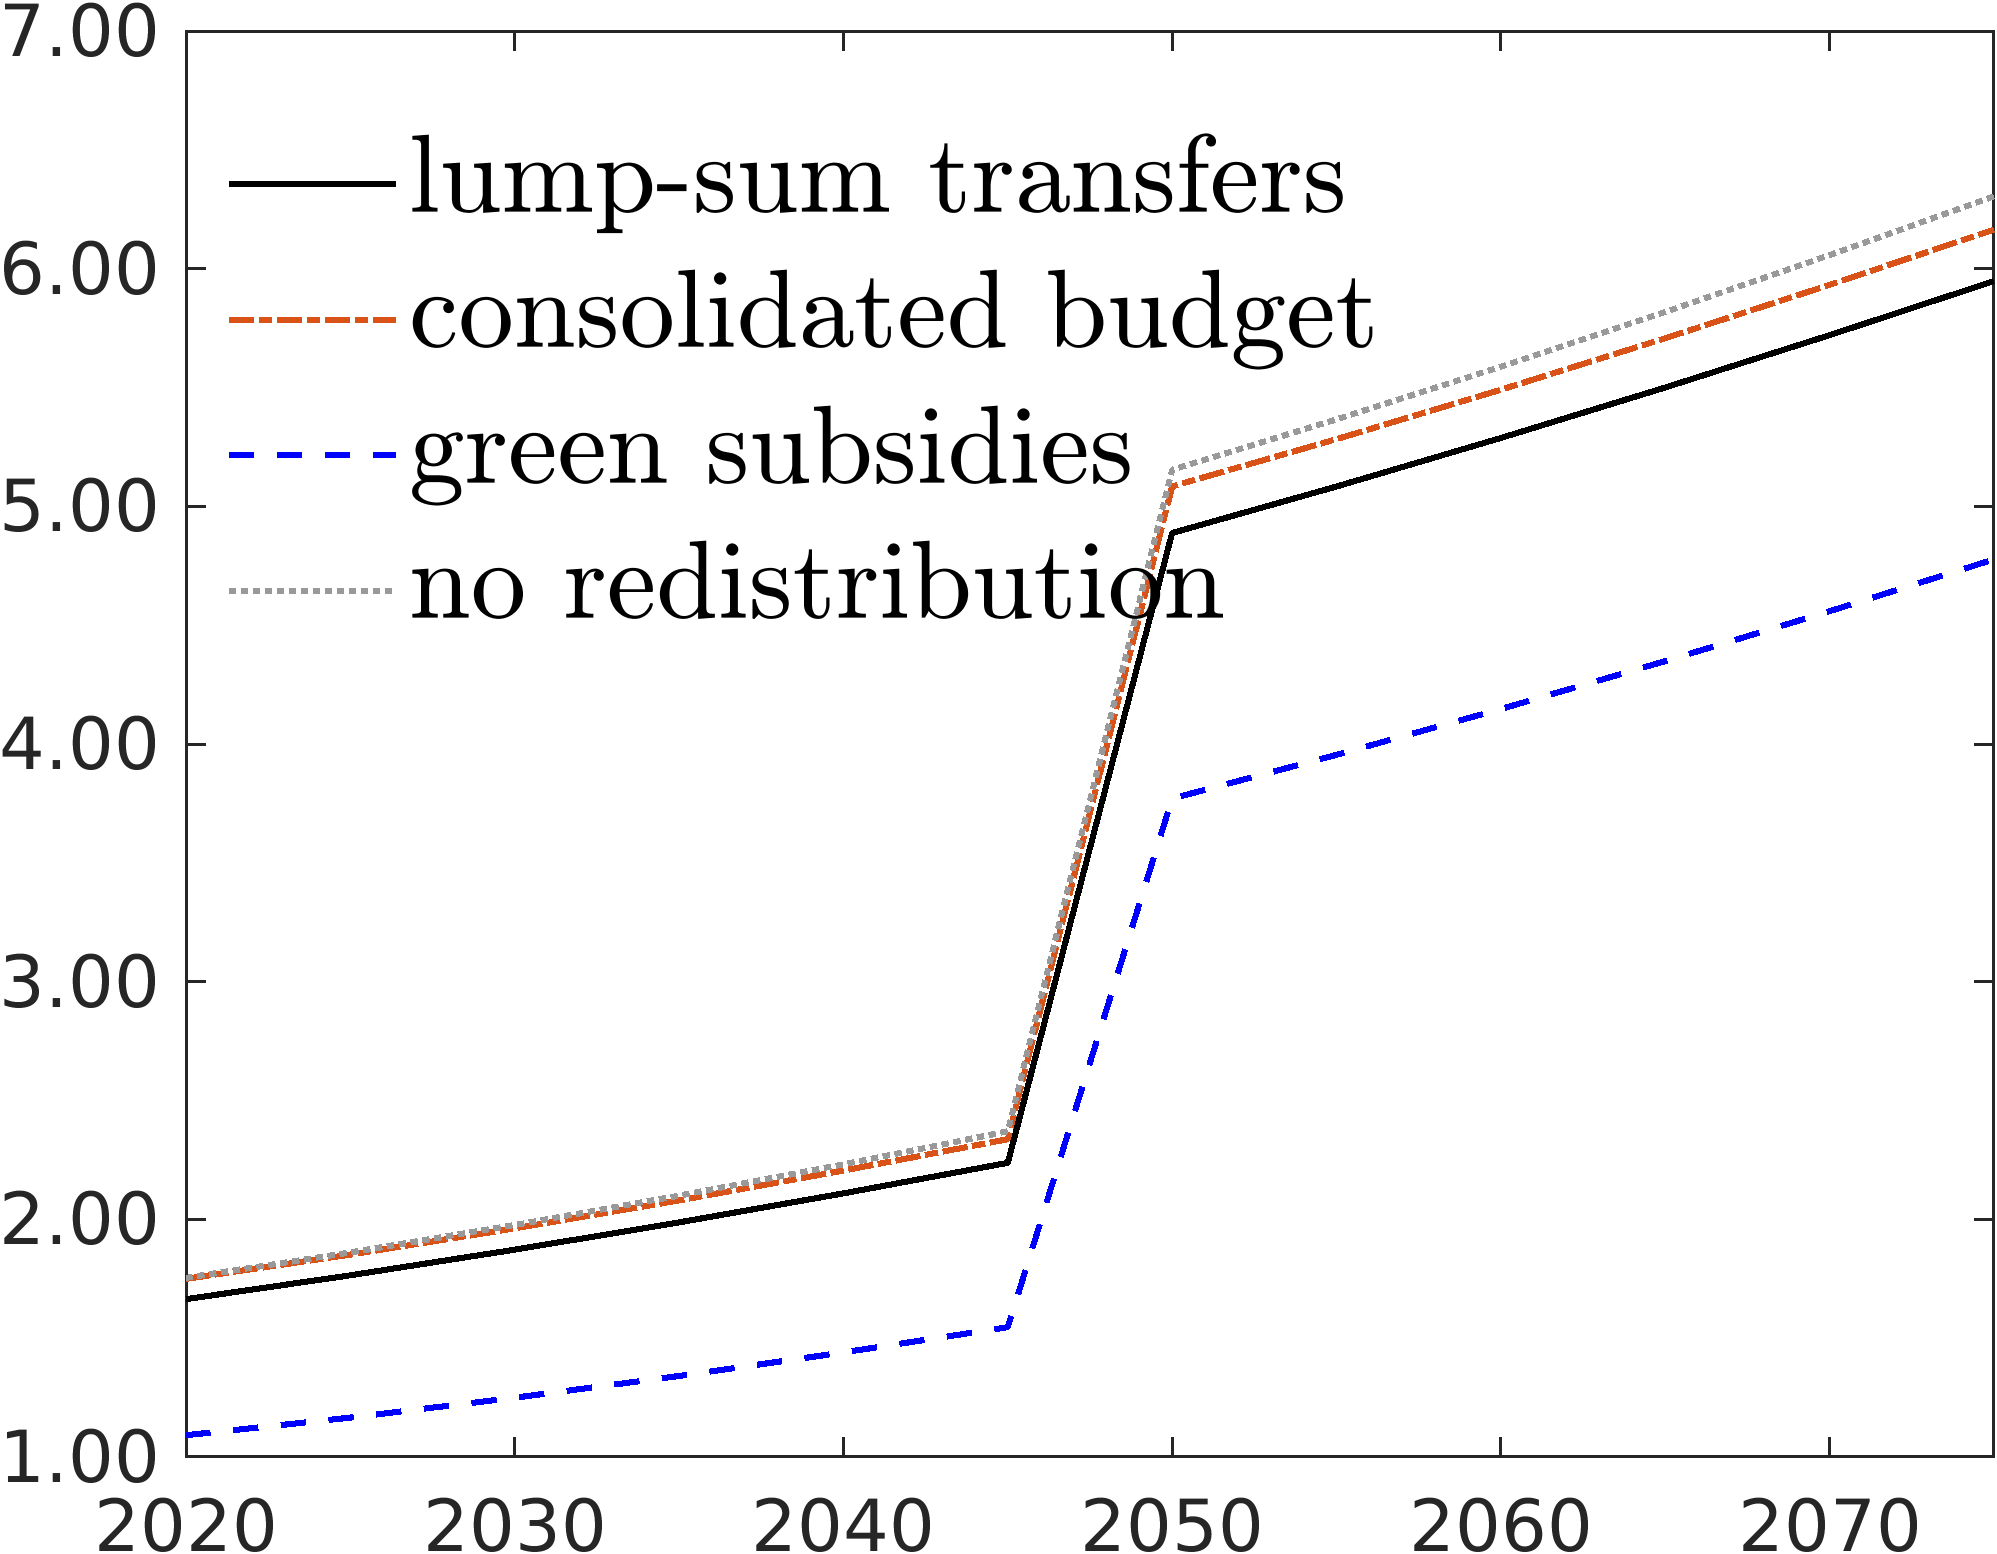 7.00
lump-sum transfers
6.00
consolidated budget
green subsidies
5.00
no redistribution
4.00
3.00
2.00
1.00
2020 2030 2040 2050 2060 2070